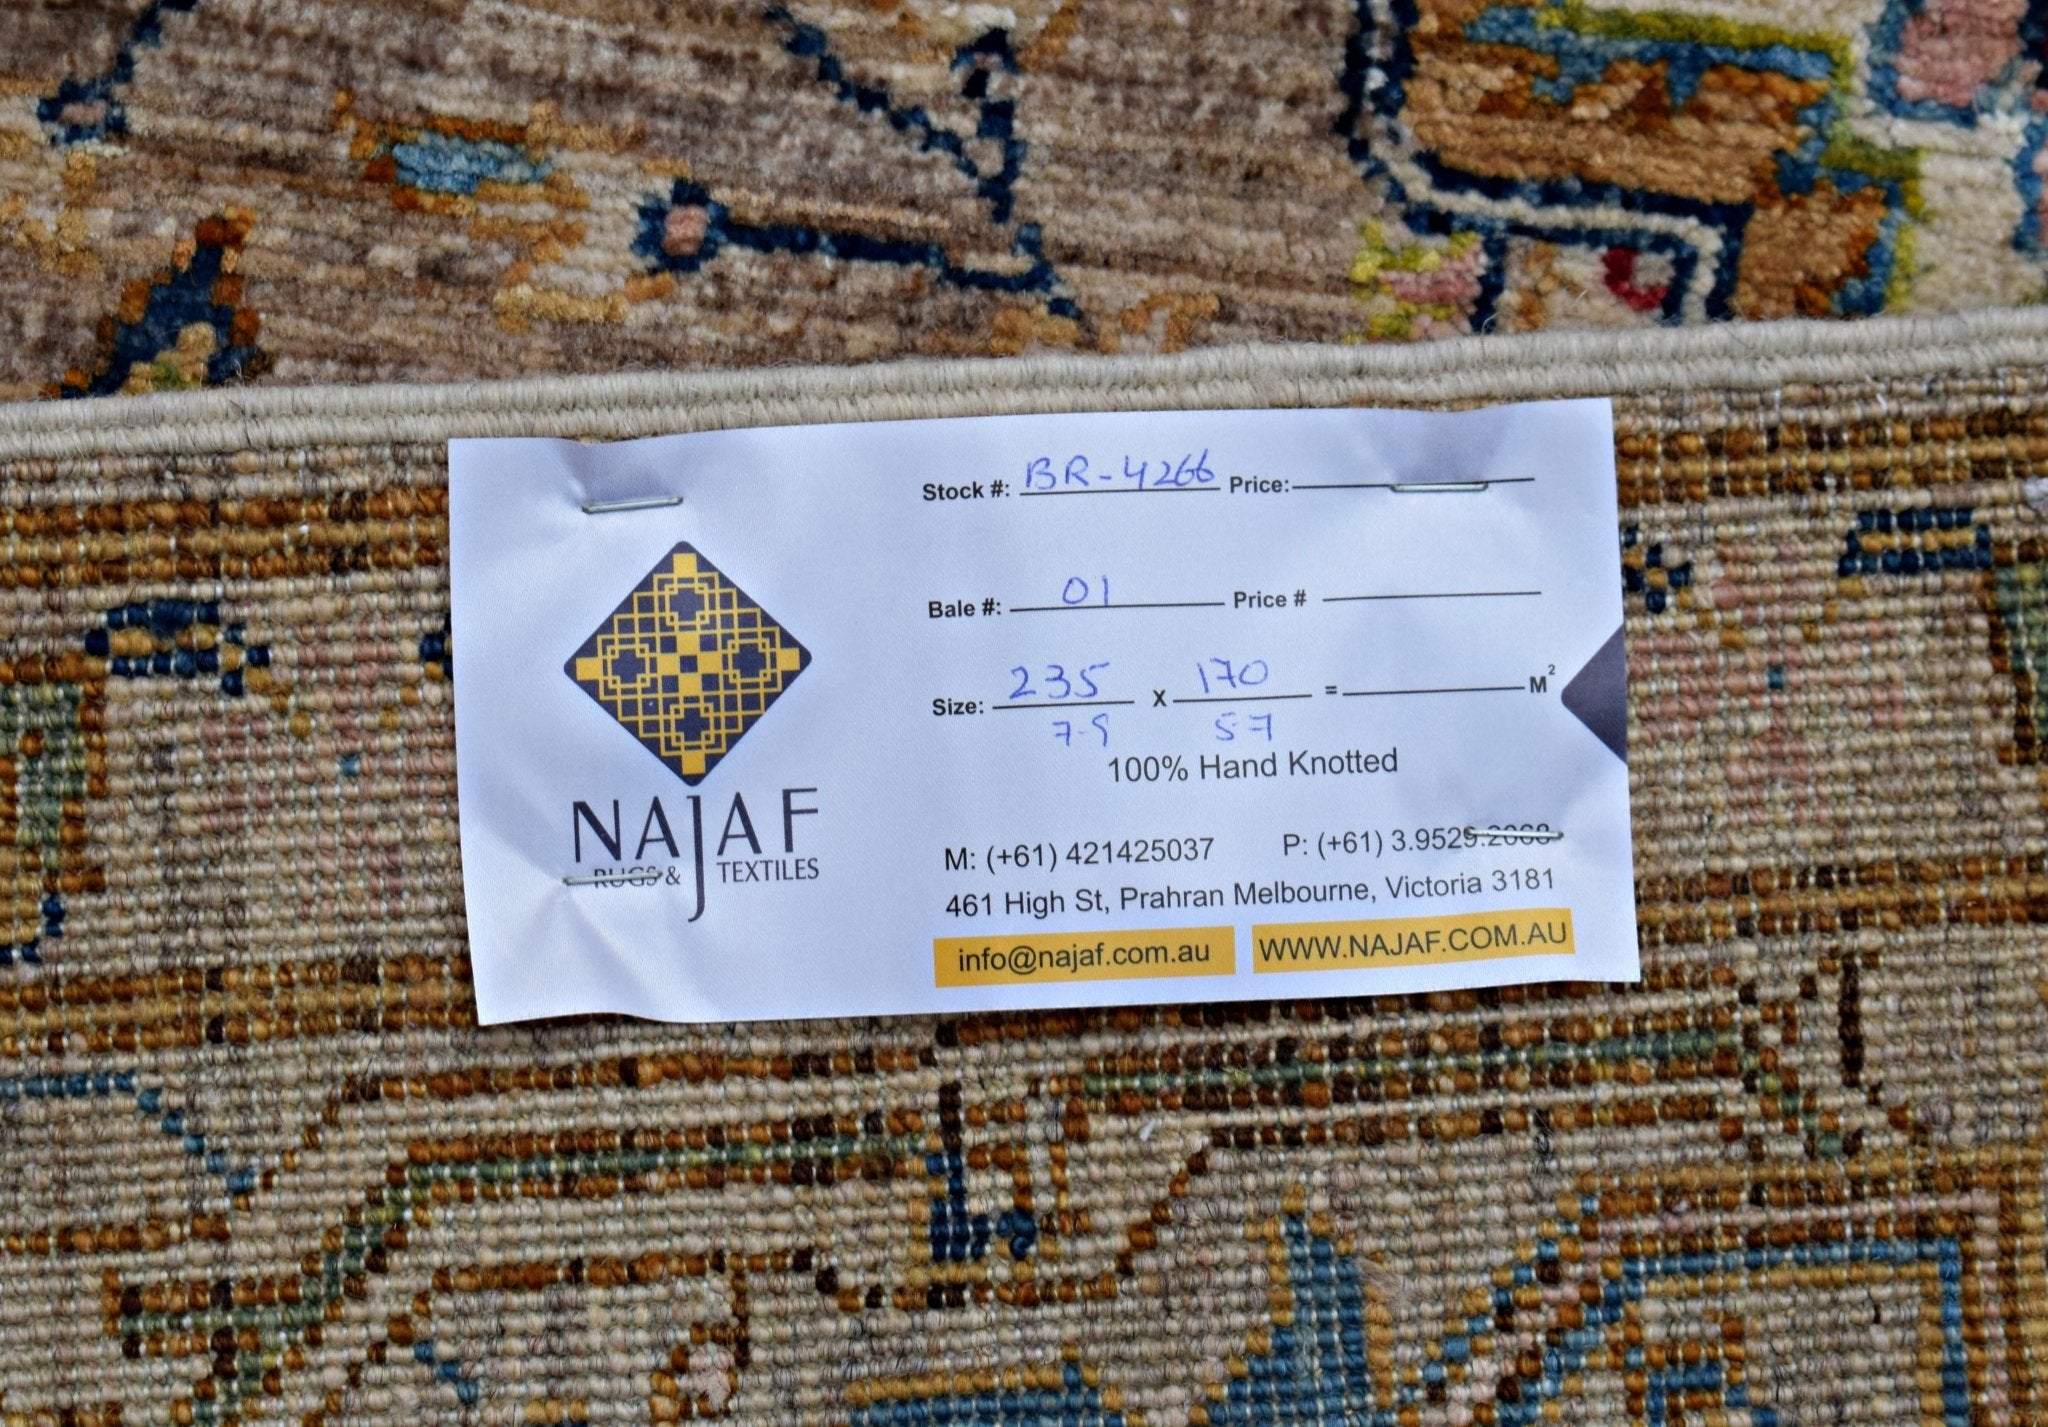 Stock #: BR-4266 Price:
Bale #: 01 Price #
Size: 235 x 170 = M²
7-9 5-7
100% Hand Knotted
NAJAF
RUGS & TEXTILES
M: (+61) 421425037 P: (+61) 3.9529.2068
461 High St, Prahran Melbourne, Victoria 3181
info@najaf.com.au WWW.NAJAF.COM.AU